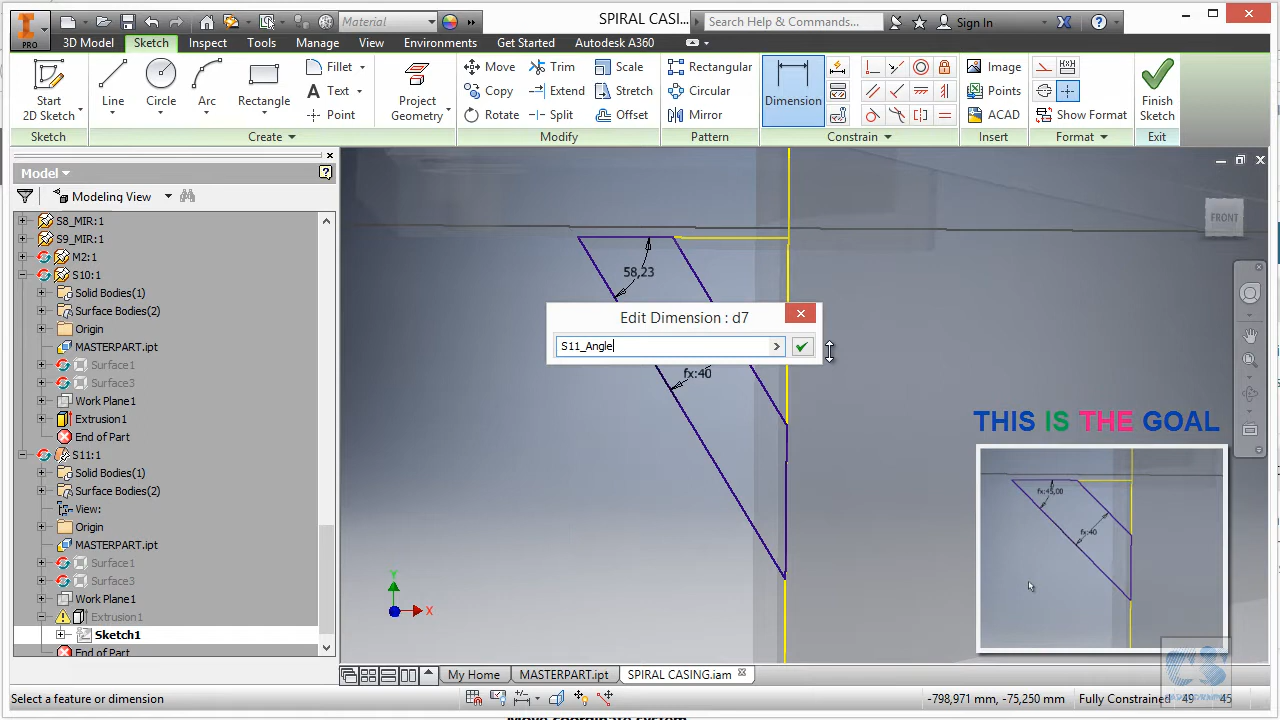 SPIRAL CASING...
Material
Search Help & Commands...
Sign In
PRO
3D Model
Sketch
Inspect
Tools
Manage
View
Environments
Get Started
Autodesk A360
Start
2D Sketch
Line
Circle
Arc
Rectangle
Fillet
Text
Point
Project
Geometry
Move
Copy
Rotate
Trim
Extend
Split
Scale
Stretch
Offset
Rectangular
Circular
Mirror
Dimension
Image
Points
ACAD
Show Format
Finish
Sketch
Sketch
Create
Modify
Pattern
Constrain
Insert
Format
Exit
Model
Modeling View
S8_MIR:1
S9_MIR:1
M2:1
S10:1
Solid Bodies(1)
Surface Bodies(2)
Origin
MASTERPART.ipt
Surface1
Surface3
Work Plane1
Extrusion1
End of Part
S11:1
Solid Bodies(1)
Surface Bodies(2)
View:
Origin
MASTERPART.ipt
Surface1
Surface3
Work Plane1
Extrusion1
Sketch1
End of Part
FRONT
58,23
Edit Dimension : d7
S11_Angle
fx:40
THIS IS THE GOAL
fx:45,00
fx:40
Y
X
CS
My Home
MASTERPART.ipt
SPIRAL CASING.iam
Select a feature or dimension
-798,971 mm, -75,250 mm
Fully Constrained
49
45